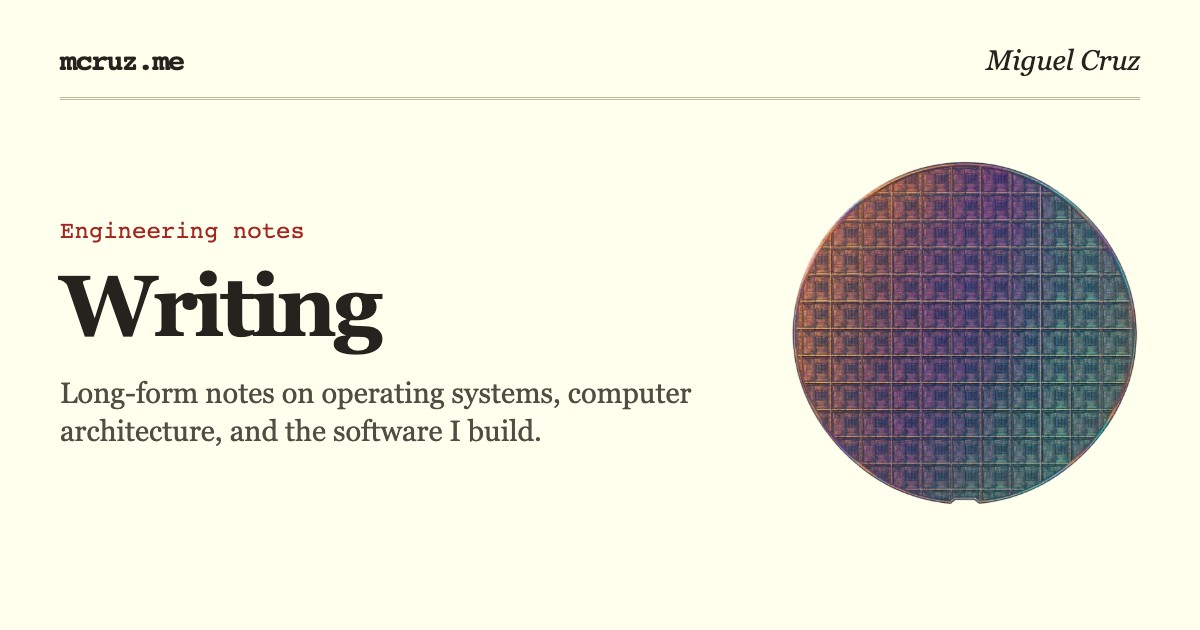 mcruz.me
Miguel Cruz
Engineering notes
Writing
Long-form notes on operating systems, computer
architecture, and the software I build.